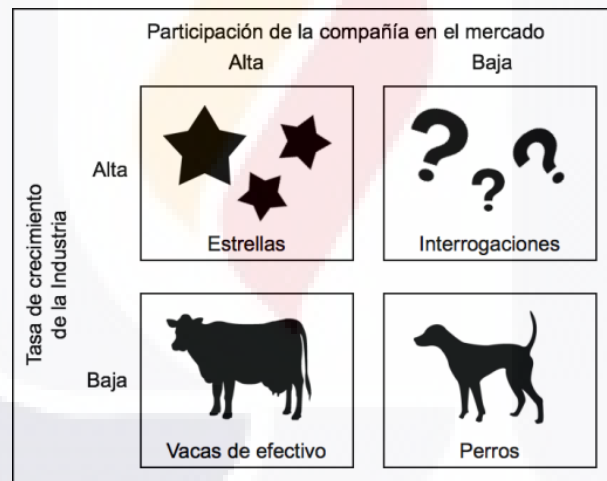 Participación de la compañía en el mercado
Alta
Baja
Tasa de crecimiento
de la Industria
Alta
Estrellas
Interrogaciones
Baja
Vacas de efectivo
Perros